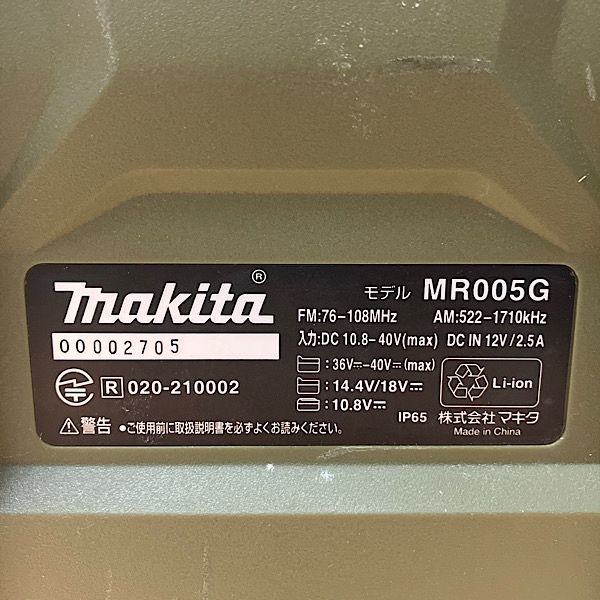 makita®
モデル MR005G
00002705
FM:76-108MHz AM:522-1710kHz
入力:DC 10.8-40V(max) DC IN 12V/2.5A
:36V⎓-40V⎓(max)
:14.4V/18V⎓
:10.8V⎓
Li-ion
R 020-210002
IP65 株式会社マキタ
Made in China
⚠警告 ●ご使用前に取扱説明書を必ずよくお読みください。